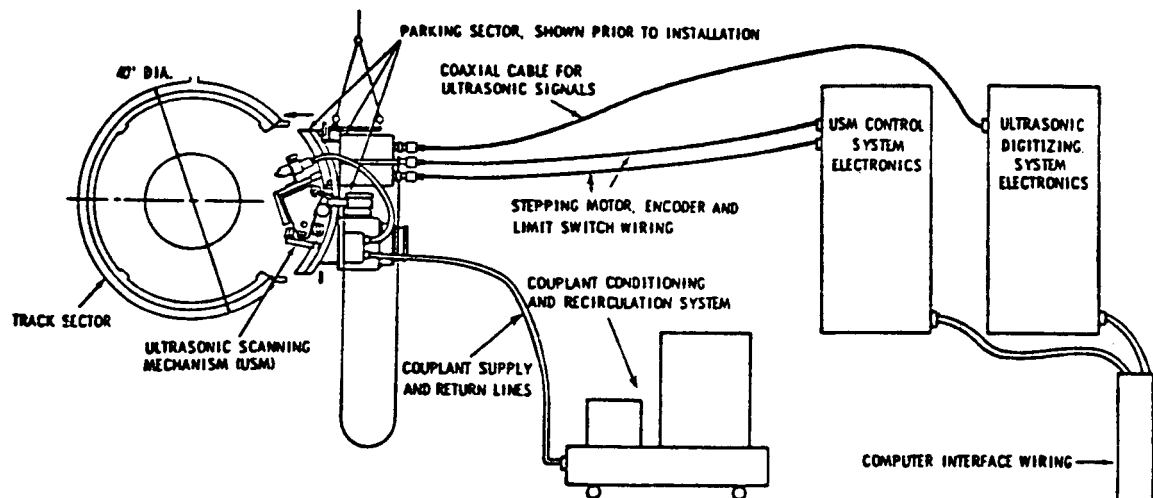 PARKING SECTOR, SHOWN PRIOR TO INSTALLATION
40" DIA.
COAXIAL CABLE FOR
ULTRASONIC SIGNALS
USM CONTROL
SYSTEM
ELECTRONICS
ULTRASONIC
DIGITIZING
SYSTEM
ELECTRONICS
STEPPING MOTOR, ENCODER AND
LIMIT SWITCH WIRING
COUPLANT CONDITIONING
AND RECIRCULATION SYSTEM
TRACK SECTOR
ULTRASONIC SCANNING
MECHANISM (USM)
COUPLANT SUPPLY
AND RETURN LINES
COMPUTER INTERFACE WIRING